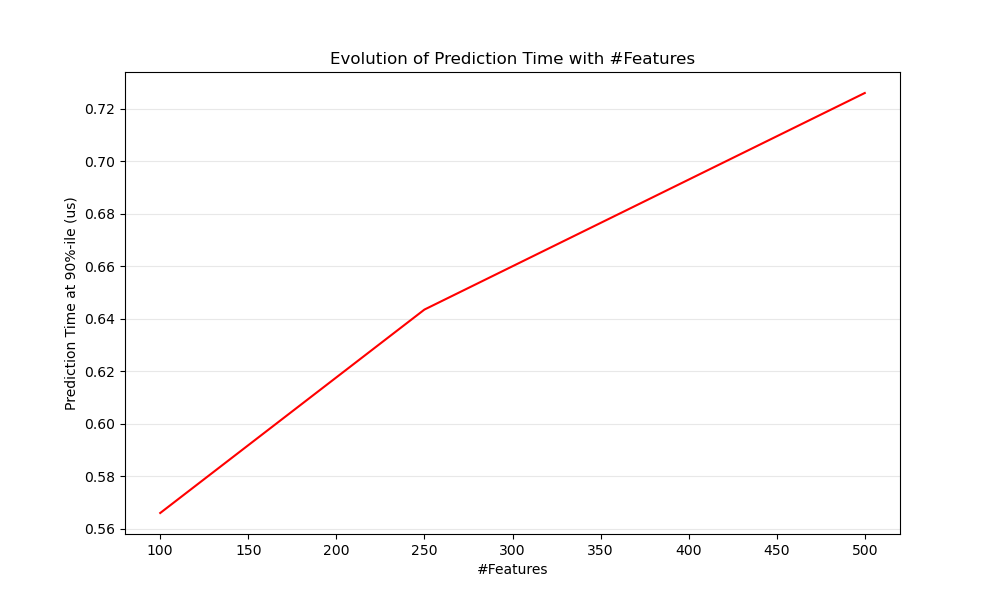 Evolution of Prediction Time with #Features
Prediction Time at 90%-ile (us)
0.72
0.70
0.68
0.66
0.64
0.62
0.60
0.58
0.56
100 150 200 250 300 350 400 450 500
#Features